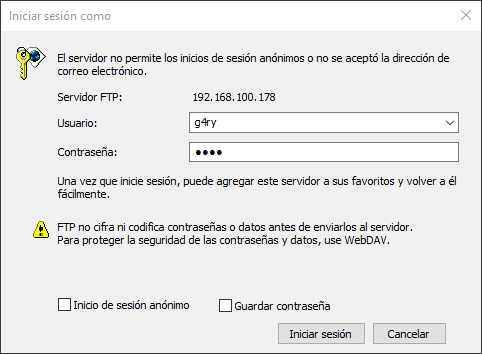 Iniciar sesión como
El servidor no permite los inicios de sesión anónimos o no se aceptó la dirección de
correo electrónico.
Servidor FTP: 192.168.100.178
Usuario: g4ry
Contraseña: ●●●●
Una vez que inicie sesión, puede agregar este servidor a sus favoritos y volver a él
fácilmente.
FTP no cifra ni codifica contraseñas o datos antes de enviarlos al servidor.
Para proteger la seguridad de las contraseñas y datos, use WebDAV.
Inicio de sesión anónimo Guardar contraseña
Iniciar sesión Cancelar